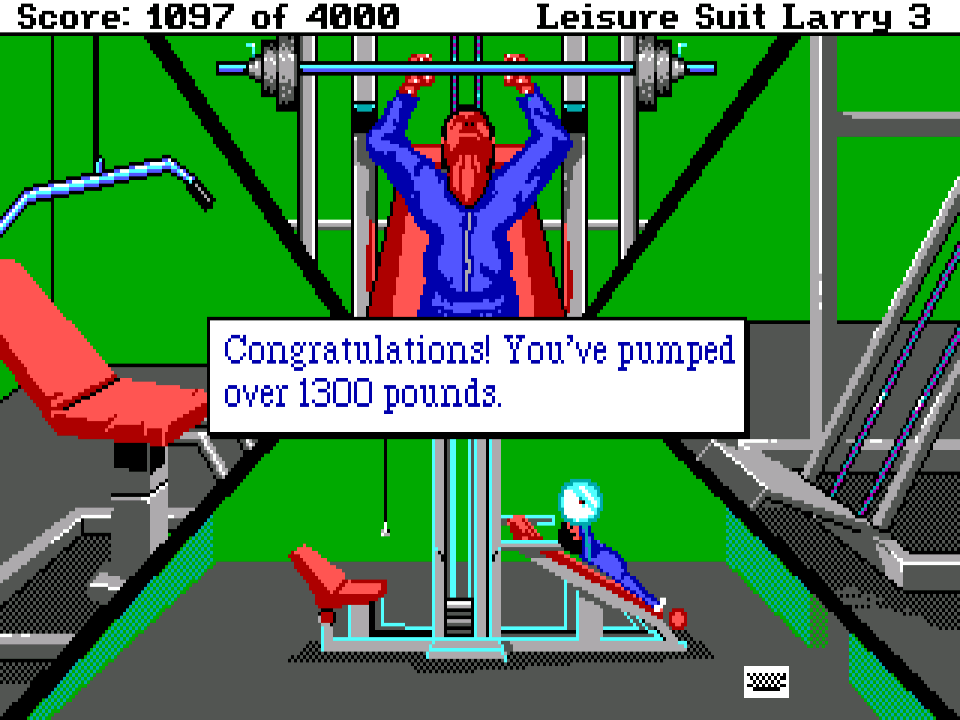 Score: 1097 of 4000 Leisure Suit Larry 3
Congratulations! You've pumped
over 1300 pounds.